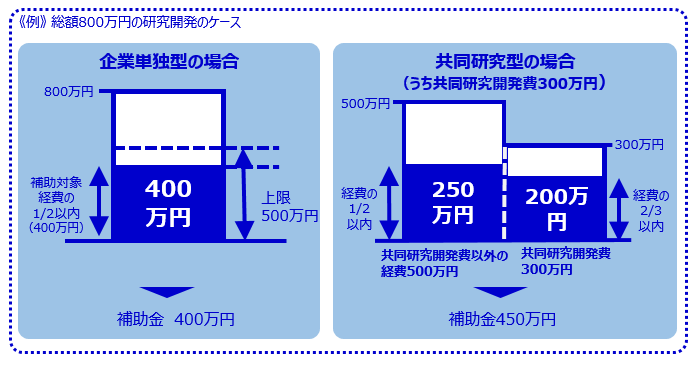 《例》 総額800万円の研究開発のケース
企業単独型の場合
800万円
補助対象
経費の
1/2以内
(400万円)
400
万円
上限
500万円
補助金 400万円
共同研究型の場合
(うち共同研究開発費300万円)
500万円
300万円
経費の
1/2
以内
250
万円
200万
円
経費の
2/3
以内
共同研究開発費以外の
経費500万円
共同研究開発費
300万円
補助金450万円